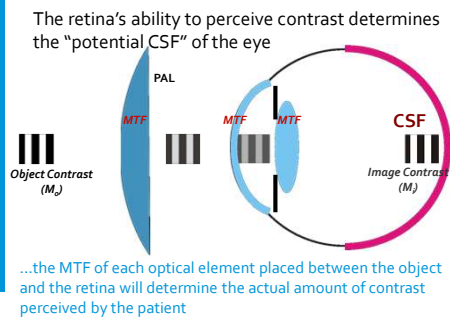 The retina's ability to perceive contrast determines
the "potential CSF" of the eye
PAL
MTF
MTF
MTF
CSF
Object Contrast
(Mo)
Image Contrast
(Mi)
...the MTF of each optical element placed between the object
and the retina will determine the actual amount of contrast
perceived by the patient